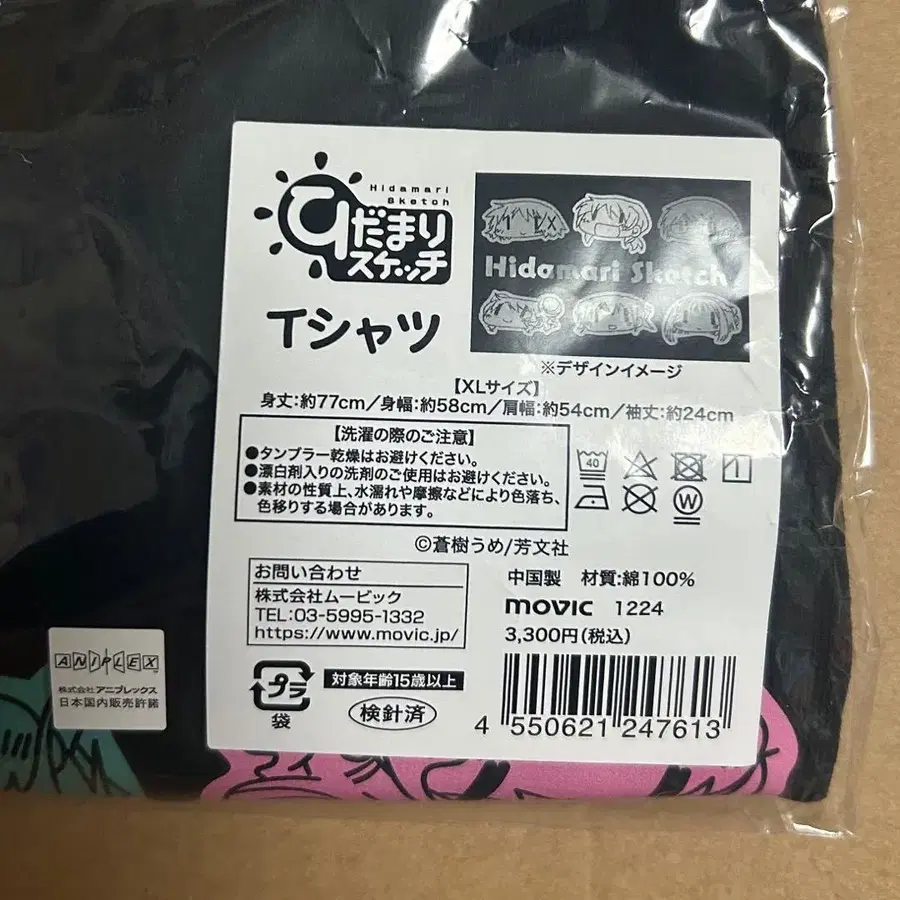 Hidamari
Sketch
ひだまり
スケッチ
Tシャツ
Hidamari Sketch
※デザインイメージ
【XLサイズ】
身丈:約77cm/身幅:約58cm/肩幅:約54cm/袖丈:約24cm
【洗濯の際のご注意】
●タンブラー乾燥はお避けください。
●漂白剤入りの洗剤のご使用はお避けください。
●素材の性質上、水濡れや摩擦などにより色落ち、
色移りする場合があります。
40
W
©蒼樹うめ/芳文社
お問い合わせ
株式会社ムービック
TEL:03-5995-1332
https://www.movic.jp/
中国製 材質:綿100%
movic 1224
3,300円(税込)
プラ
袋
対象年齢15歳以上
検針済
4 550621 247613
ANIPLEX
株式会社 アニプレックス
日本国内販売許諾